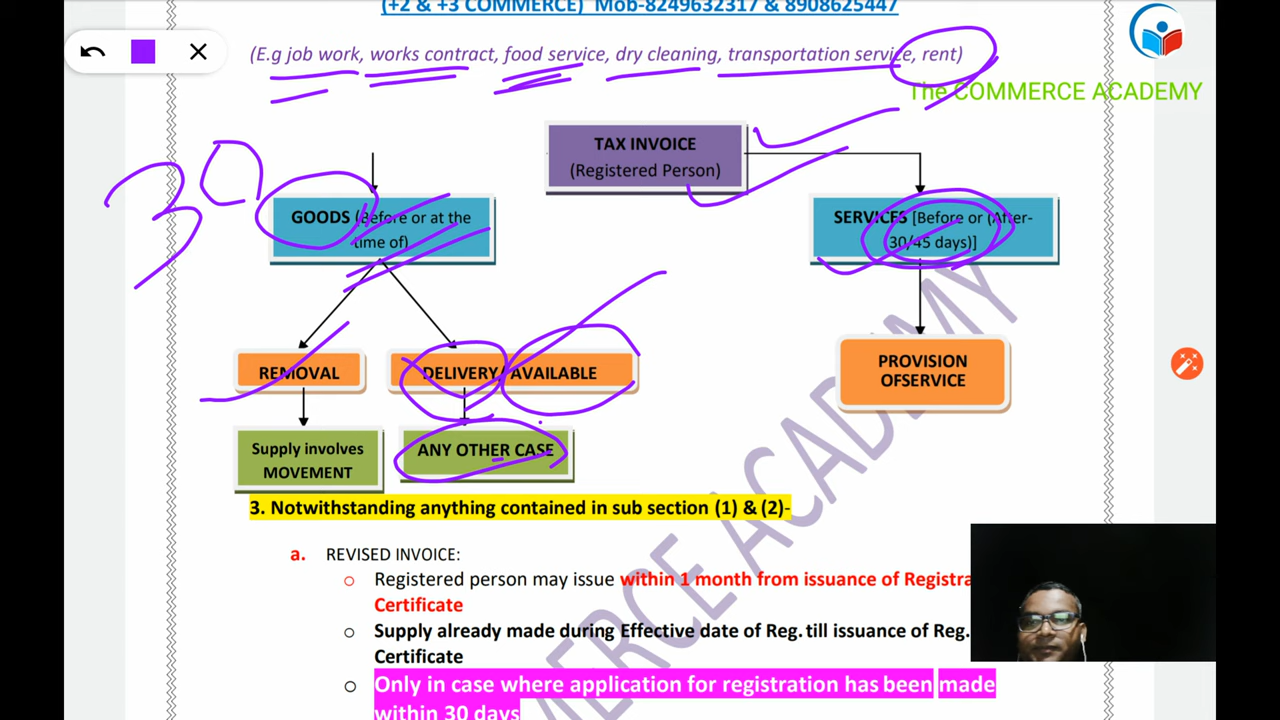 (+2 & +3 COMMERCE) Mob-8249632317 & 8908625447
(E.g job work, works contract, food service, dry cleaning, transportation service, rent)
The COMMERCE ACADEMY
30
TAX INVOICE
(Registered Person)
GOODS (Before or at the
time of)
SERVICES [Before or (After-
30/45 days)]
REMOVAL
DELIVERY/ AVAILABLE
PROVISION
OFSERVICE
Supply involves
MOVEMENT
ANY OTHER CASE
3. Notwithstanding anything contained in sub section (1) & (2)-
a. REVISED INVOICE:
o Registered person may issue within 1 month from issuance of Registra
Certificate
o Supply already made during Effective date of Reg. till issuance of Reg.
Certificate
o Only in case where application for registration has been made
within 30 days
MERCE ACADEMY